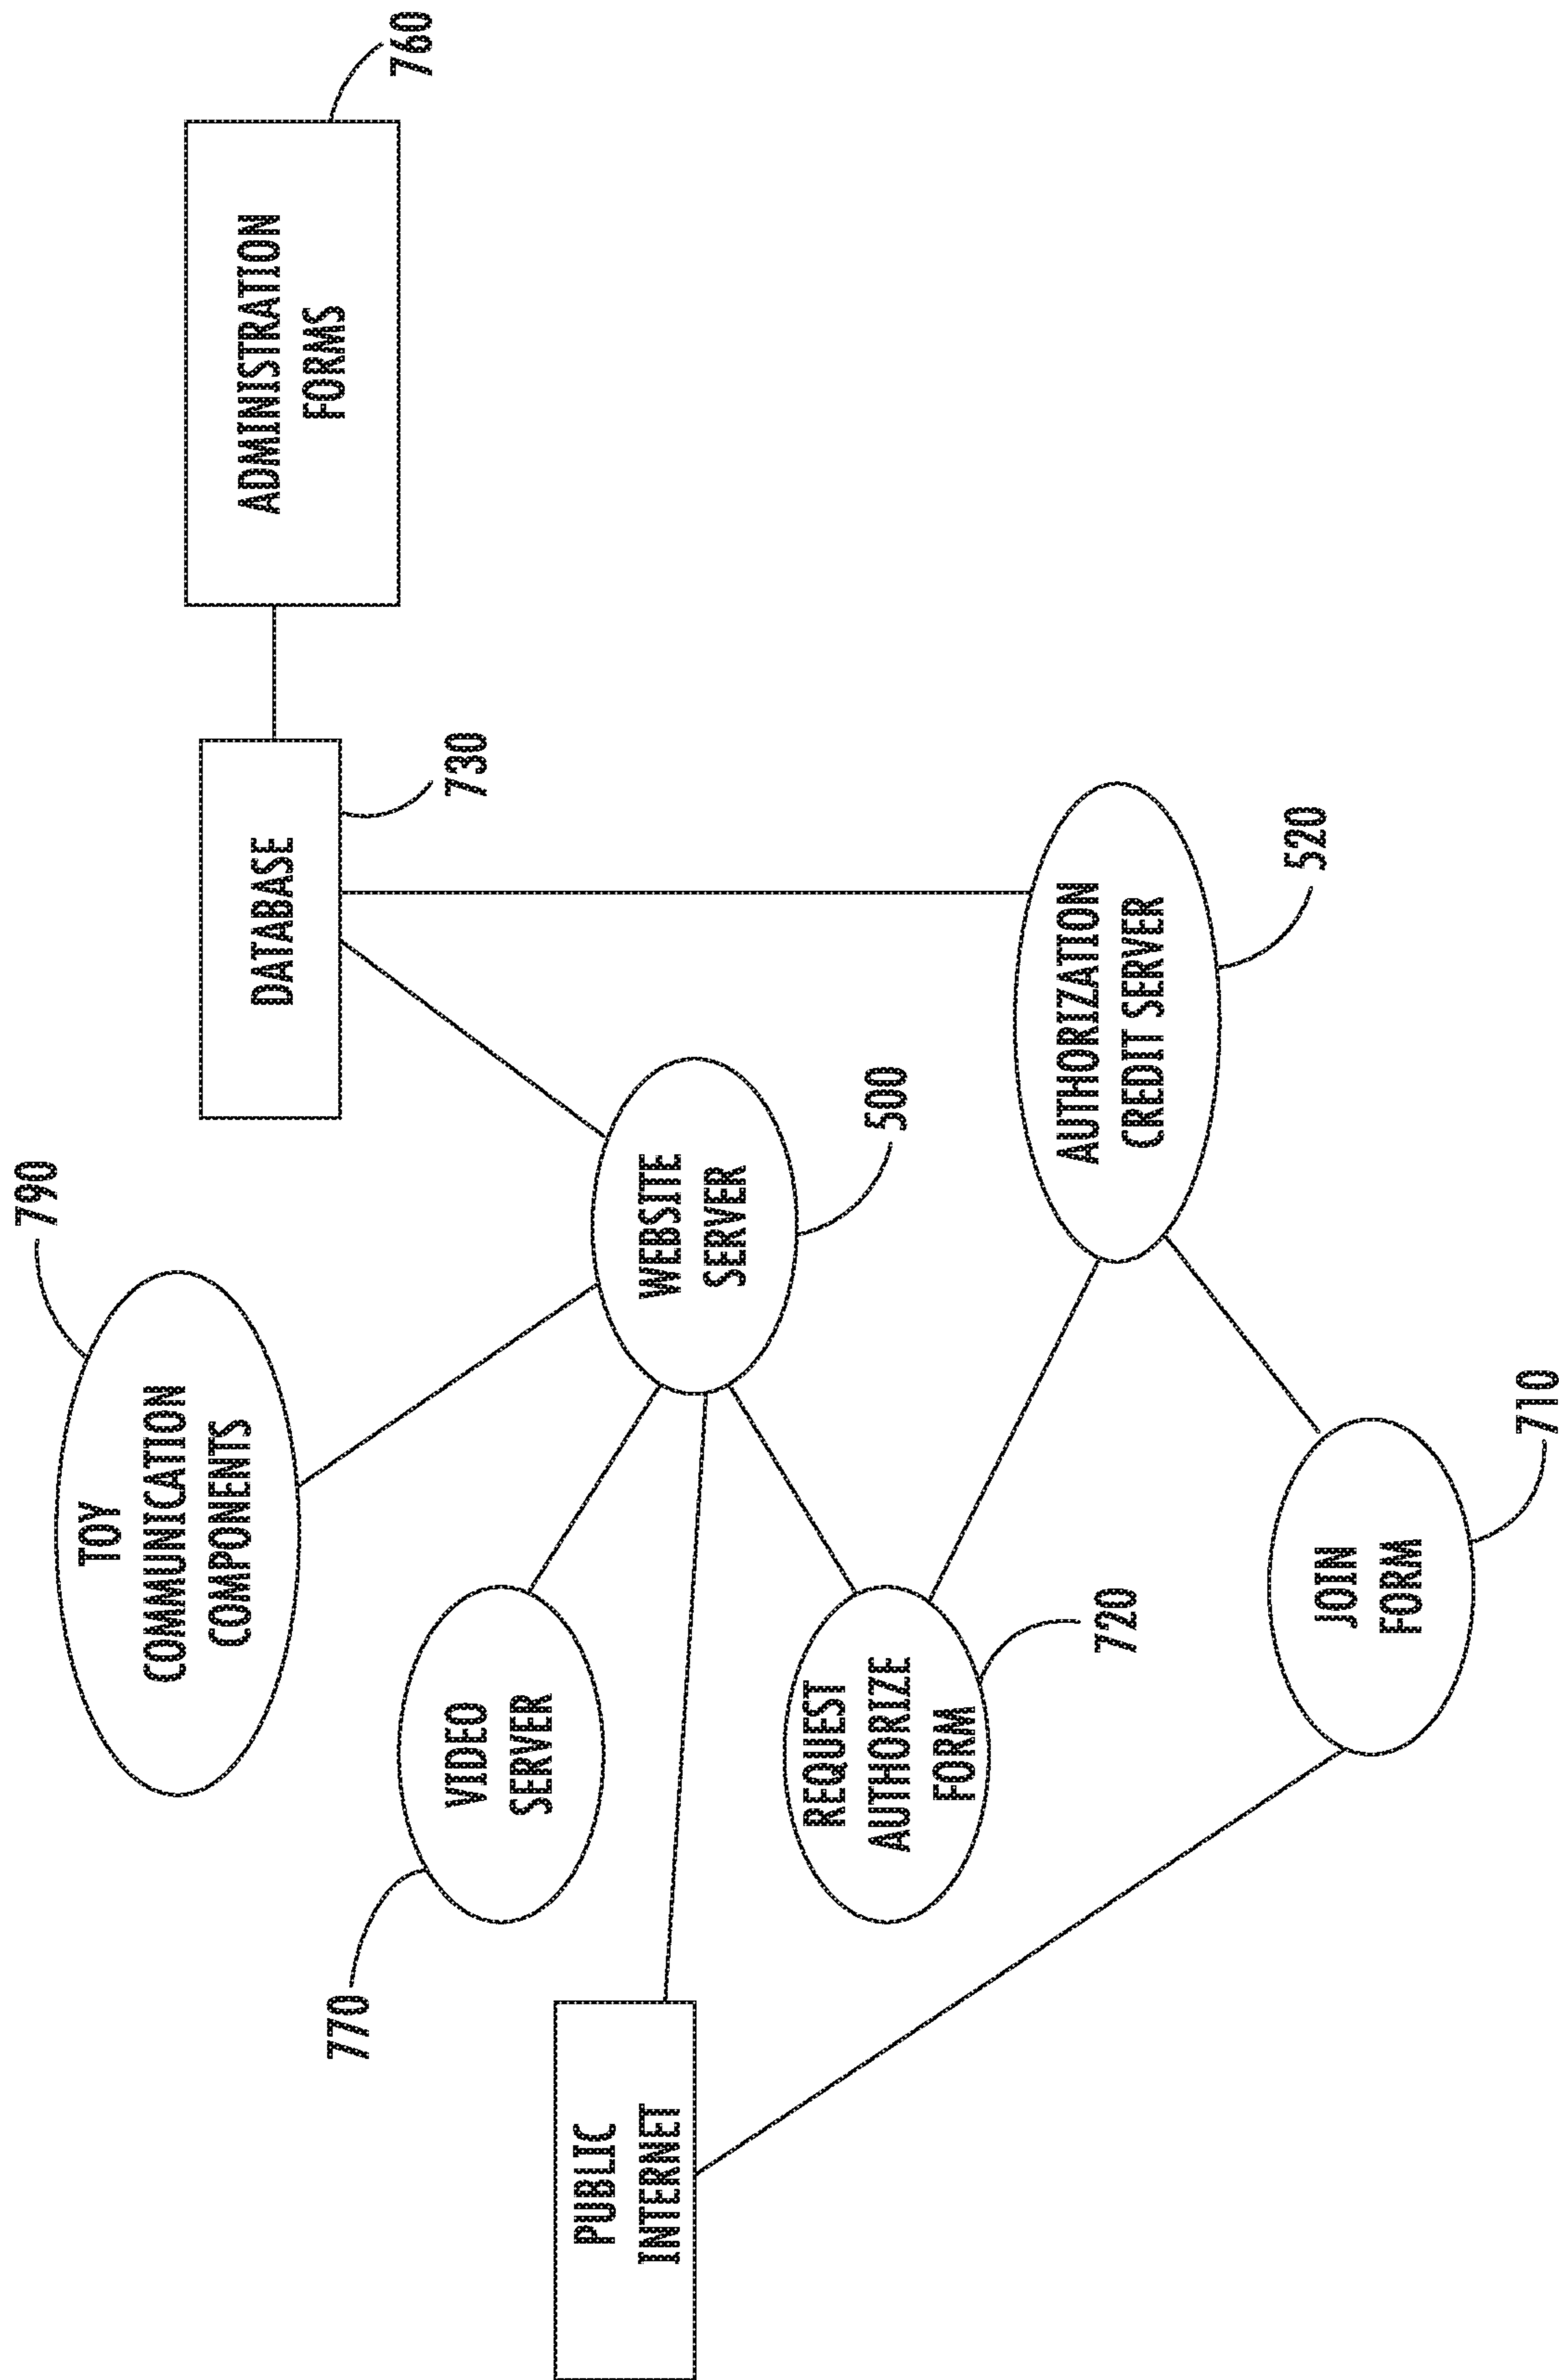 790
TOY
COMMUNICATION
COMPONENTS
770
VIDEO
SERVER
PUBLIC
INTERNET
DATABASE
730
ADMINISTRATION
FORMS
760
WEBSITE
SERVER
500
REQUEST
AUTHORIZE
FORM
720
AUTHORIZATION
CREDIT SERVER
520
JOIN
FORM
710